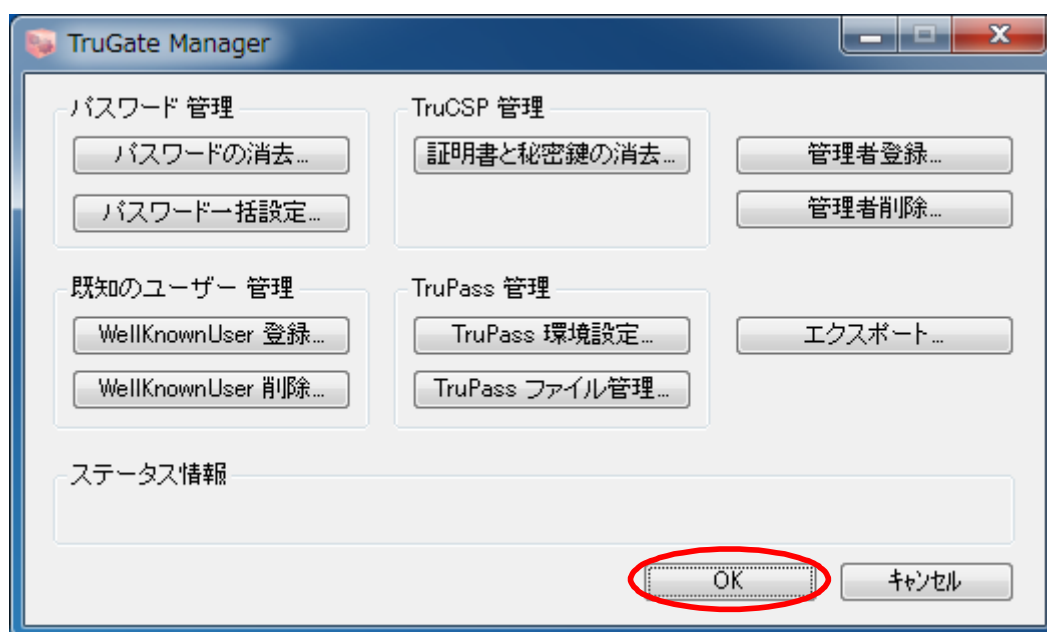 TruGate Manager
パスワード 管理
パスワードの消去...
パスワード一括設定...
TruCSP 管理
証明書と秘密鍵の消去...
管理者登録...
管理者削除...
既知のユーザー 管理
WellKnownUser 登録...
WellKnownUser 削除...
TruPass 管理
TruPass 環境設定...
TruPass ファイル管理...
エクスポート...
ステータス情報
OK
キャンセル